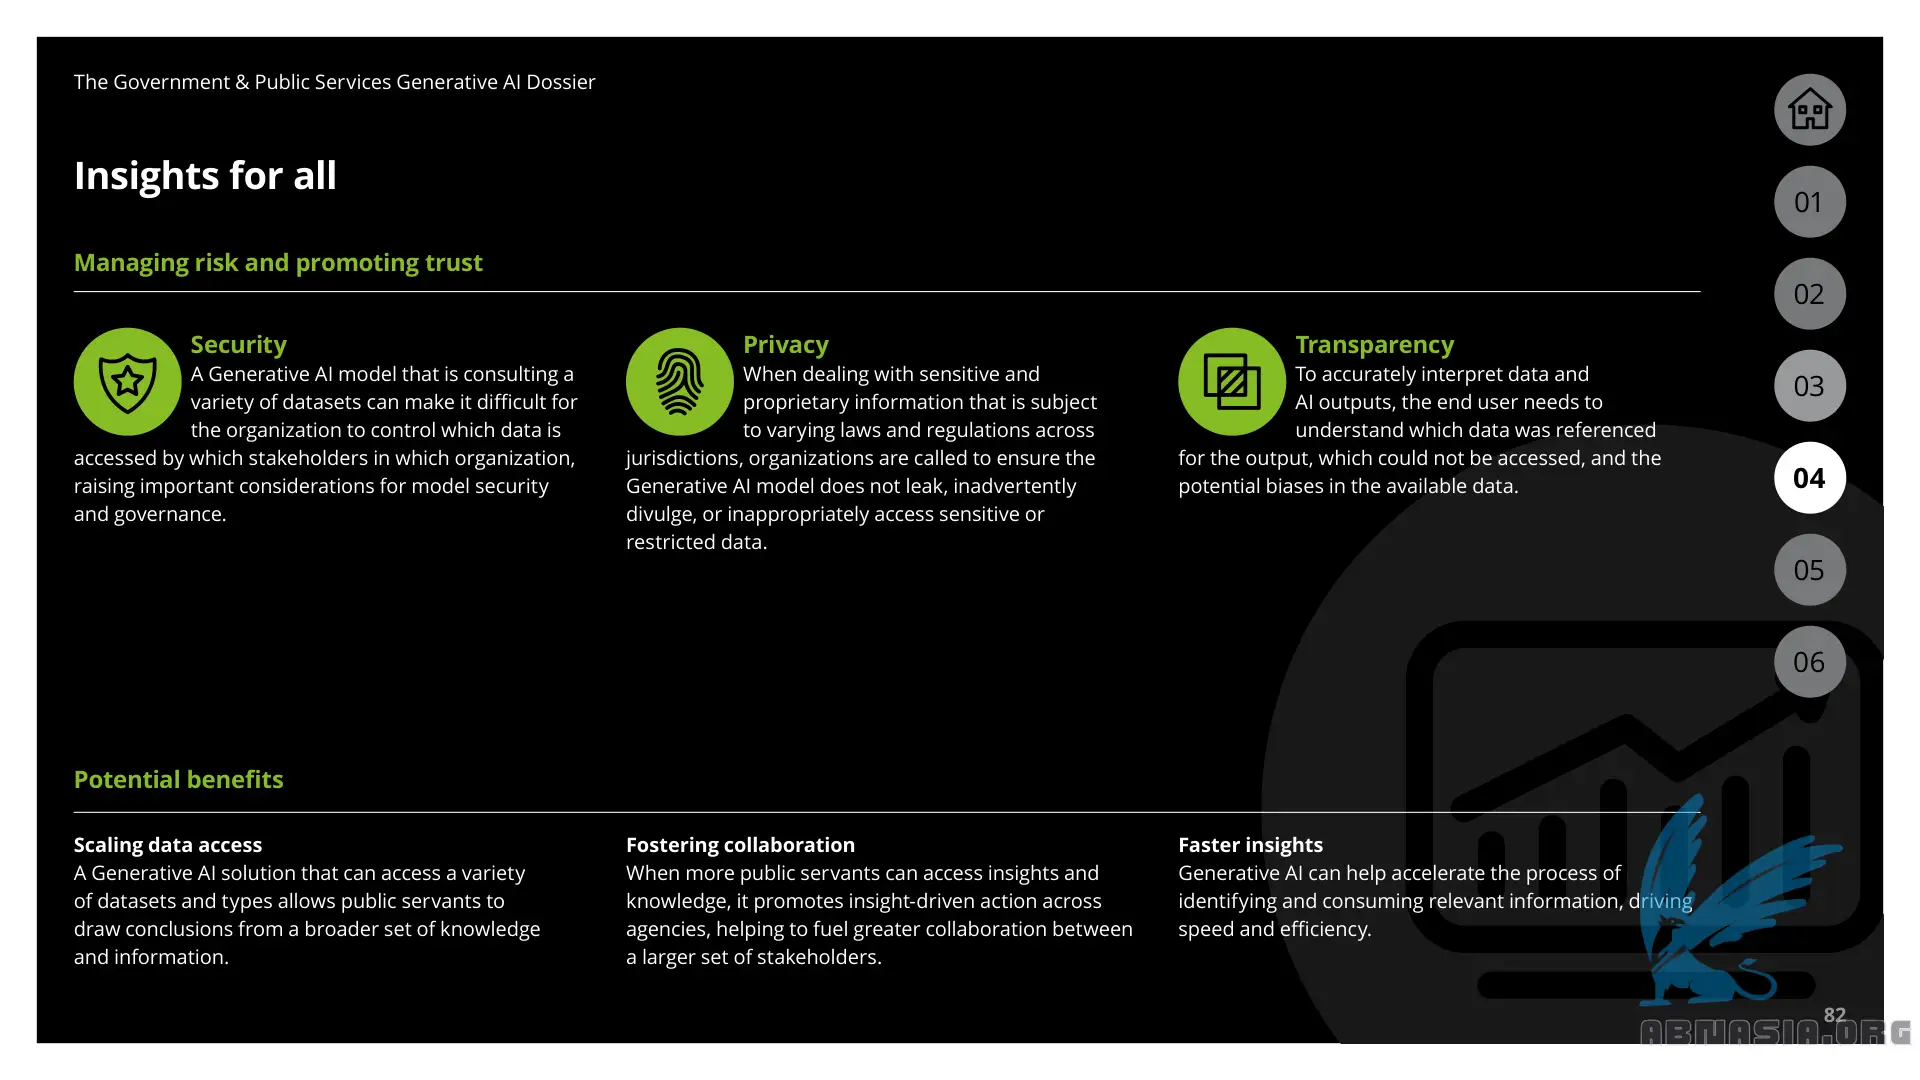 The Government & Public Services Generative AI Dossier
Insights for all
Managing risk and promoting trust
Security
A Generative AI model that is consulting a
variety of datasets can make it difficult for
the organization to control which data is
accessed by which stakeholders in which organization,
raising important considerations for model security
and governance.
Privacy
When dealing with sensitive and
proprietary information that is subject
to varying laws and regulations across
jurisdictions, organizations are called to ensure the
Generative AI model does not leak, inadvertently
divulge, or inappropriately access sensitive or
restricted data.
Transparency
To accurately interpret data and
AI outputs, the end user needs to
understand which data was referenced
for the output, which could not be accessed, and the
potential biases in the available data.
Potential benefits
Scaling data access
A Generative AI solution that can access a variety
of datasets and types allows public servants to
draw conclusions from a broader set of knowledge
and information.
Fostering collaboration
When more public servants can access insights and
knowledge, it promotes insight-driven action across
agencies, helping to fuel greater collaboration between
a larger set of stakeholders.
Faster insights
Generative AI can help accelerate the process of
identifying and consuming relevant information, driving
speed and efficiency.
01
02
03
04
05
06
82
ABMASIA.ORG